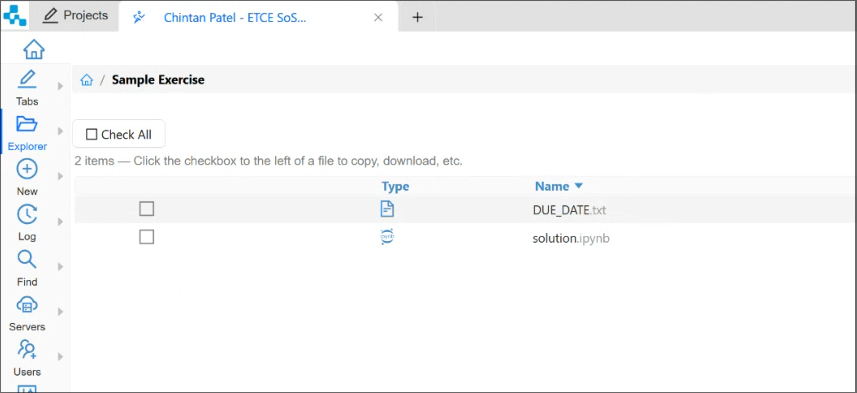 Projects
Chintan Patel - ETCE SoS...
Tabs
/ Sample Exercise
Explorer
Check All
2 items — Click the checkbox to the left of a file to copy, download, etc.
New
Type Name
DUE_DATE.txt
Log
solution.ipynb
Find
Servers
Users